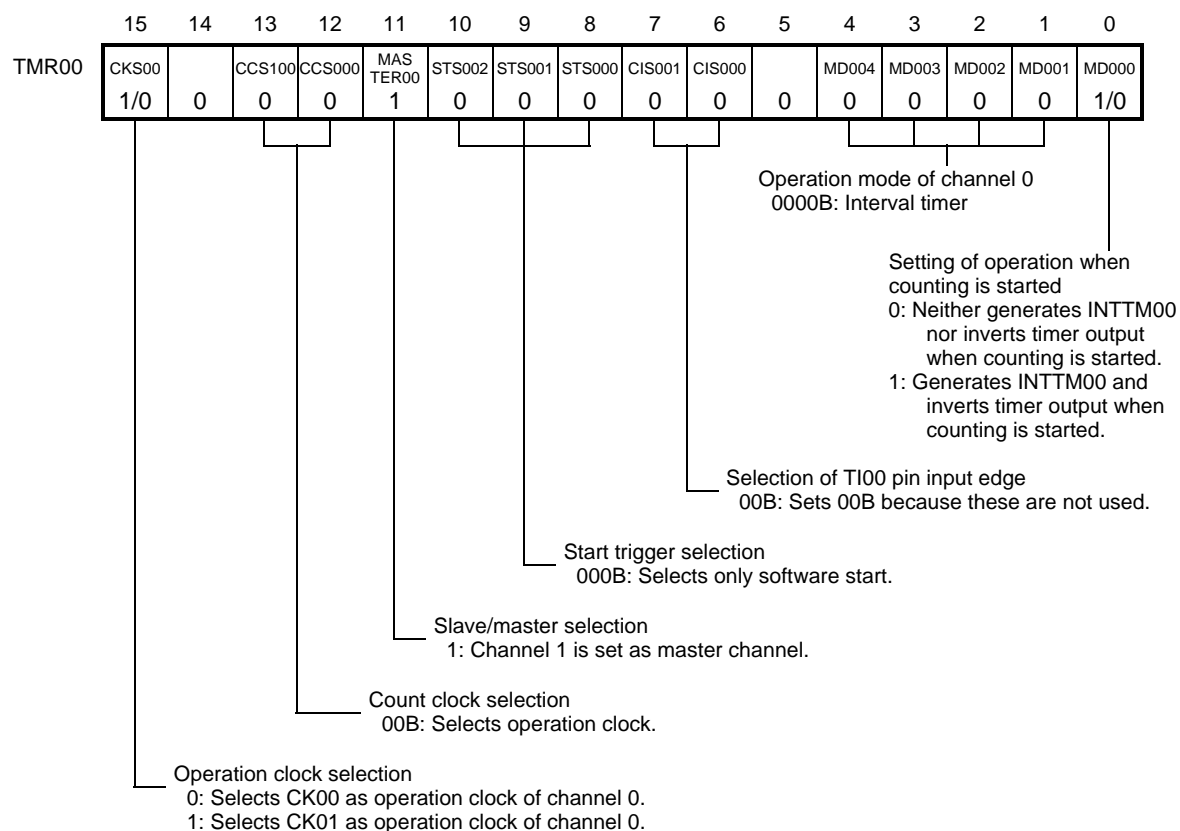 15 14 13 12 11 10 9 8 7 6 5 4 3 2 1 0
TMR00 CKS00 CCS100 CCS000 MAS TER00 STS002 STS001 STS000 CIS001 CIS000 MD004 MD003 MD002 MD001 MD000
1/0 0 0 0 1 0 0 0 0 0 0 0 0 0 0 1/0
Operation mode of channel 0
0000B: Interval timer
Setting of operation when
counting is started
0: Neither generates INTTM00
nor inverts timer output
when counting is started.
1: Generates INTTM00 and
inverts timer output when
counting is started.
Selection of TI00 pin input edge
00B: Sets 00B because these are not used.
Start trigger selection
000B: Selects only software start.
Slave/master selection
1: Channel 1 is set as master channel.
Count clock selection
00B: Selects operation clock.
Operation clock selection
0: Selects CK00 as operation clock of channel 0.
1: Selects CK01 as operation clock of channel 0.